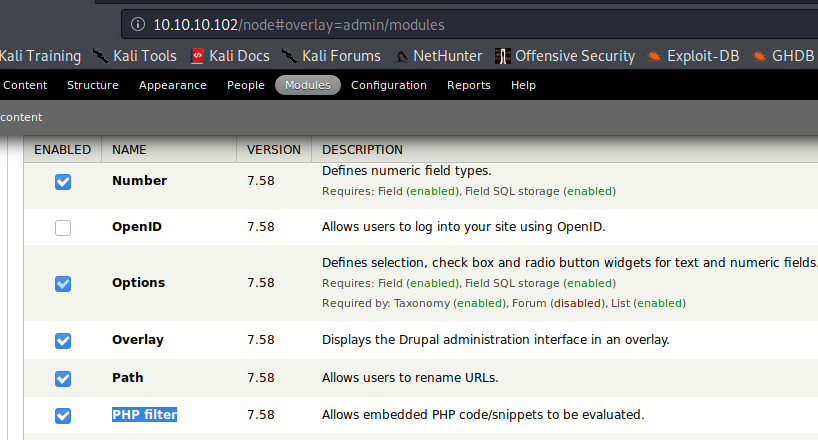 10.10.10.102/node#overlay=admin/modules
Kali Training Kali Tools Kali Docs Kali Forums NetHunter Offensive Security Exploit-DB GHDB
Content Structure Appearance People Modules Configuration Reports Help
content
ENABLED NAME VERSION DESCRIPTION
Number 7.58 Defines numeric field types.
Requires: Field (enabled), Field SQL storage (enabled)
OpenID 7.58 Allows users to log into your site using OpenID.
Options 7.58 Defines selection, check box and radio button widgets for text and numeric fields.
Requires: Field (enabled), Field SQL storage (enabled)
Required by: Taxonomy (enabled), Forum (disabled), List (enabled)
Overlay 7.58 Displays the Drupal administration interface in an overlay.
Path 7.58 Allows users to rename URLs.
PHP filter 7.58 Allows embedded PHP code/snippets to be evaluated.